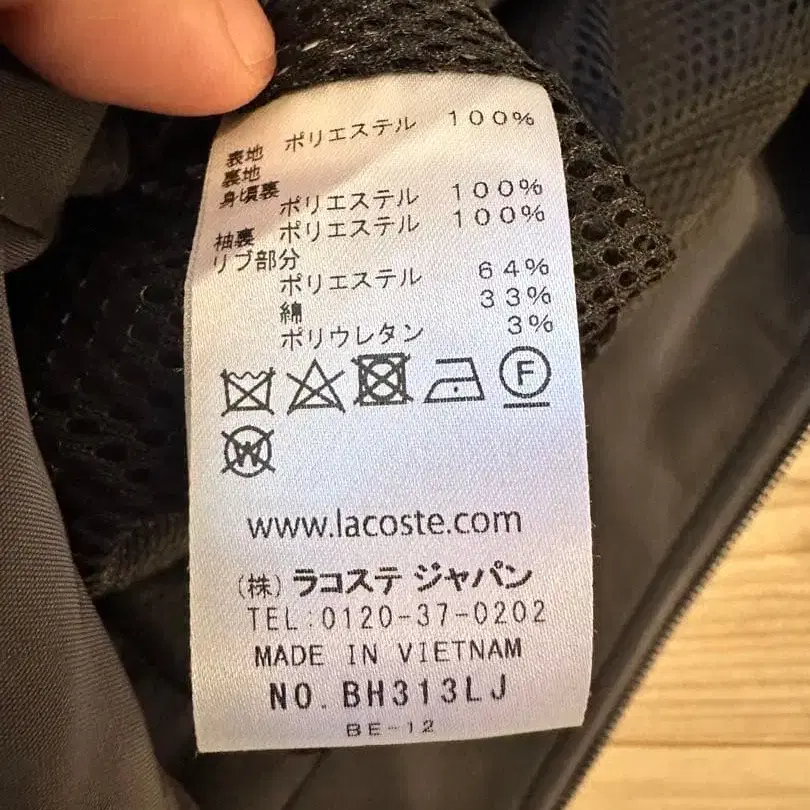 表地 ポリエステル 100%
裏地
身頃裏 ポリエステル 100%
袖裏 ポリエステル 100%
リブ部分
ポリエステル 64%
綿 33%
ポリウレタン 3%
F
W
www.lacoste.com
(株) ラコステ ジャパン
TEL:0120-37-0202
MADE IN VIETNAM
NO. BH313LJ
BE-12